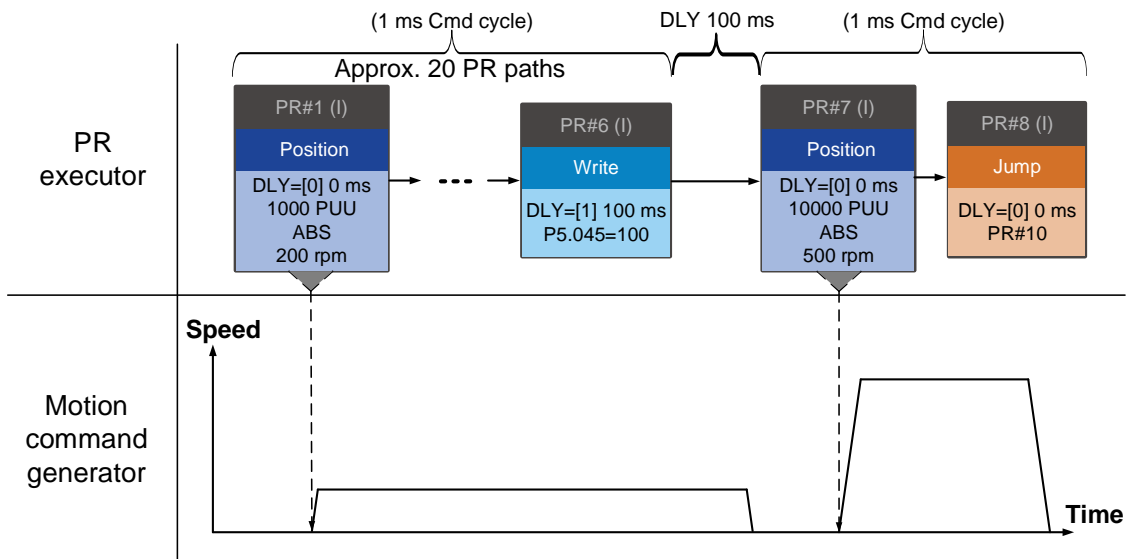 (1 ms Cmd cycle)
DLY 100 ms
(1 ms Cmd cycle)
Approx. 20 PR paths
PR
executor
PR#1 (I)
Position
DLY=[0] 0 ms
1000 PUU
ABS
200 rpm
PR#6 (I)
Write
DLY=[1] 100 ms
P5.045=100
PR#7 (I)
Position
DLY=[0] 0 ms
10000 PUU
ABS
500 rpm
PR#8 (I)
Jump
DLY=[0] 0 ms
PR#10
Motion
command
generator
Speed
Time